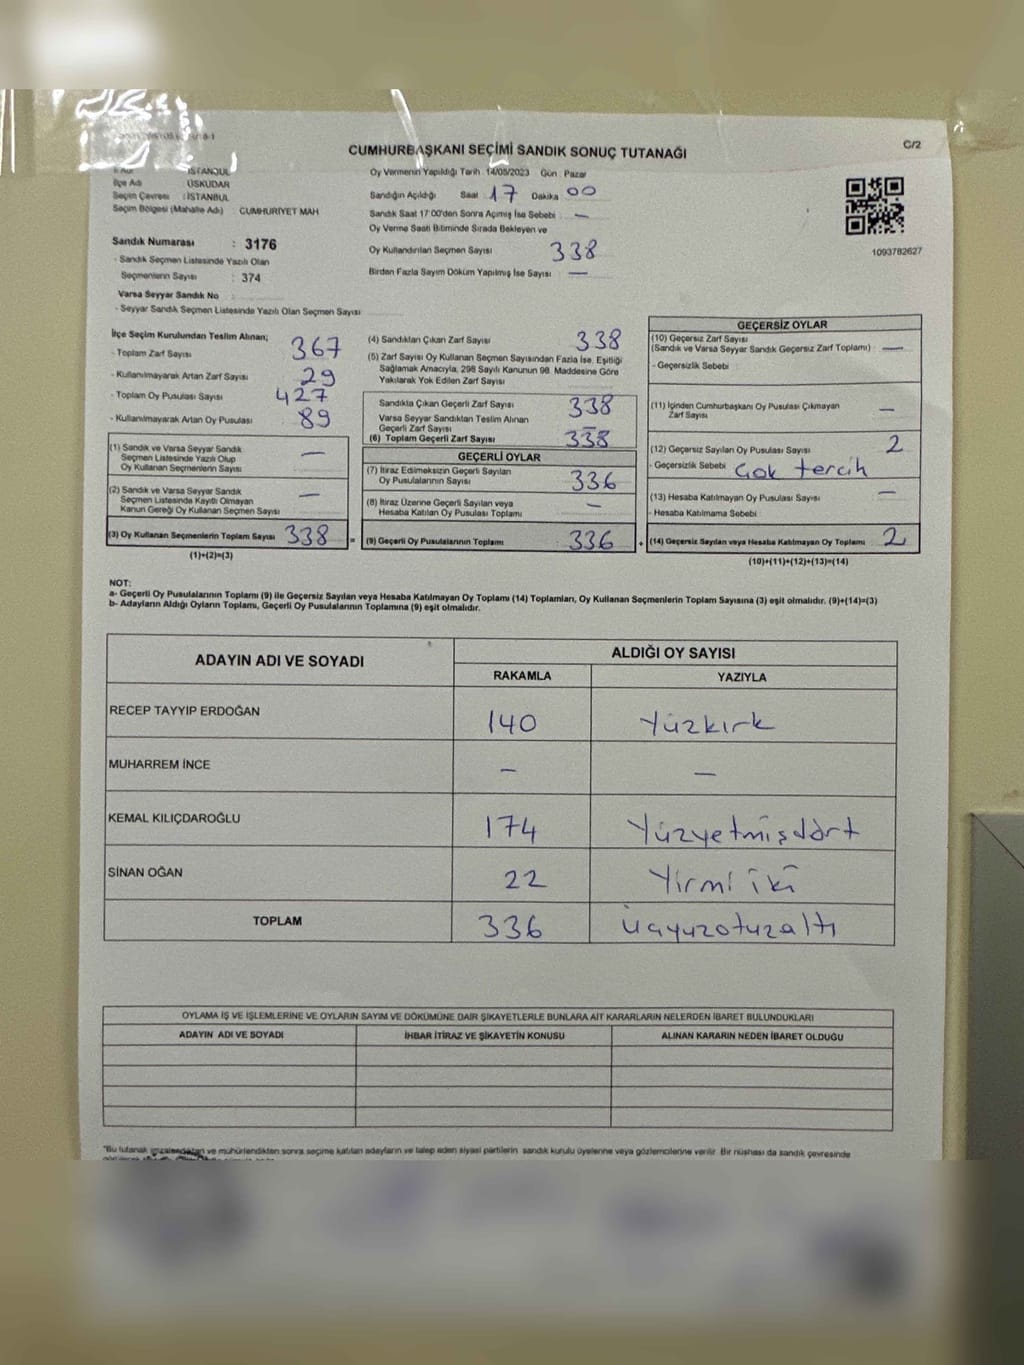 CUMHURBAŞKANI SEÇİMİ SANDIK SONUÇ TUTANAĞI
C/2
İSTANBUL
İlçe Adı ÜSKÜDAR
Seçim Çevresi : İSTANBUL
Seçim Bölgesi (Mahalle Adı) : CUMHURİYET MAH
Sandık Numarası : 3176
- Sandık Seçmen Listesinde Yazılı Olan
Seçmenlerin Sayısı : 374
Varsa Seyyar Sandık No
- Seyyar Sandık Seçmen Listesinde Yazılı Olan Seçmen Sayısı
Oy Vermenin Yapıldığı Tarih : 14/05/2023 Gün : Pazar
Sandığın Açıldığı Saat 17 Dakika 00
Sandık Saat 17 00'den Sonra Açımış İse Sebebi : —
Oy Verme Saati Bitiminde Sırada Bekleyen ve
Oy Kullandırılan Seçmen Sayısı 338
Birden Fazla Sayım Döküm Yapılmış İse Sayısı : —
1093782627
İlçe Seçim Kurulundan Teslim Alınan;
- Toplam Zarf Sayısı 367
- Kullanılmayarak Artan Zarf Sayısı 29
- Toplam Oy Pusulası Sayısı 427
- Kullanılmayarak Artan Oy Pusulası 89
(1) Sandık ve Varsa Seyyar Sandık
Seçmen Listesinde Yazılı Olup
Oy Kullanan Seçmenlerin Sayısı —
(2) Sandık ve Varsa Seyyar Sandık
Seçmen Listesinde Kayıtlı Olmayan
Kanun Gereği Oy Kullanan Seçmen Sayısı —
(3) Oy Kullanan Seçmenlerin Toplam Sayısı 338 =
(1)+(2)=(3)
(4) Sandıktan Çıkan Zarf Sayısı 338
(5) Zarf Sayısı Oy Kullanan Seçmen Sayısından Fazla İse, Eşitliği
Sağlamak Amacıyla, 298 Sayılı Kanunun 98. Maddesine Göre
Yakılarak Yok Edilen Zarf Sayısı —
Sandıkta Çıkan Geçerli Zarf Sayısı 338
Varsa Seyyar Sandıktan Teslim Alınan
Geçerli Zarf Sayısı —
(6) Toplam Geçerli Zarf Sayısı 338
GEÇERLİ OYLAR
(7) İtiraz Edilmeksizin Geçerli Sayılan
Oy Pusulalarının Sayısı 336
(8) İtiraz Üzerine Geçerli Sayılan veya
Hesaba Katılan Oy Pusulası Toplamı —
(9) Geçerli Oy Pusulalarının Toplamı 336 +
GEÇERSİZ OYLAR
(10) Geçersiz Zarf Sayısı
(Sandık ve Varsa Seyyar Sandık Geçersiz Zarf Toplamı) : —
- Geçersizlik Sebebi :
(11) İçinden Cumhurbaşkanı Oy Pusulası Çıkmayan
Zarf Sayısı —
(12) Geçersiz Sayılan Oy Pusulası Sayısı 2
- Geçersizlik Sebebi Çok tercih
(13) Hesaba Katılmayan Oy Pusulası Sayısı —
- Hesaba Katılmama Sebebi
(14) Geçersiz Sayılan veya Hesaba Katılmayan Oy Toplamı 2
(10)+(11)+(12)+(13)=(14)
NOT:
a- Geçerli Oy Pusulalarının Toplamı (9) ile Geçersiz Sayılan veya Hesaba Katılmayan Oy Toplamı (14) Toplamları, Oy Kullanan Seçmenlerin Toplam Sayısına (3) eşit olmalıdır. (9)+(14)=(3)
b- Adayların Aldığı Oyların Toplamı, Geçerli Oy Pusulalarının Toplamına (9) eşit olmalıdır.
ADAYIN ADI VE SOYADI ALDIĞI OY SAYISI
RAKAMLA YAZIYLA
RECEP TAYYIP ERDOĞAN 140 Yüzkırk
MUHARREM İNCE — —
KEMAL KILIÇDAROĞLU 174 Yüzyetmişdört
SİNAN OĞAN 22 Yirmi iki
TOPLAM 336 Üçyüzotuzaltı
OYLAMA İŞ VE İŞLEMLERİNE VE OYLARIN SAYIM VE DÖKÜMÜNE DAİR ŞİKAYETLERLE BUNLARA AİT KARARLARIN NELERDEN İBARET BULUNDUKLARI
ADAYIN ADI VE SOYADI İHBAR İTİRAZ VE ŞİKAYETİN KONUSU ALINAN KARARIN NEDEN İBARET OLDUĞU
*Bu tutanak imzalandıktan ve mühürlendikten sonra seçime katılan adayların ve talep eden siyasi partilerin sandık kurulu üyelerine veya gözlemcilerine verilir. Bir nüshası da sandık çevresinde